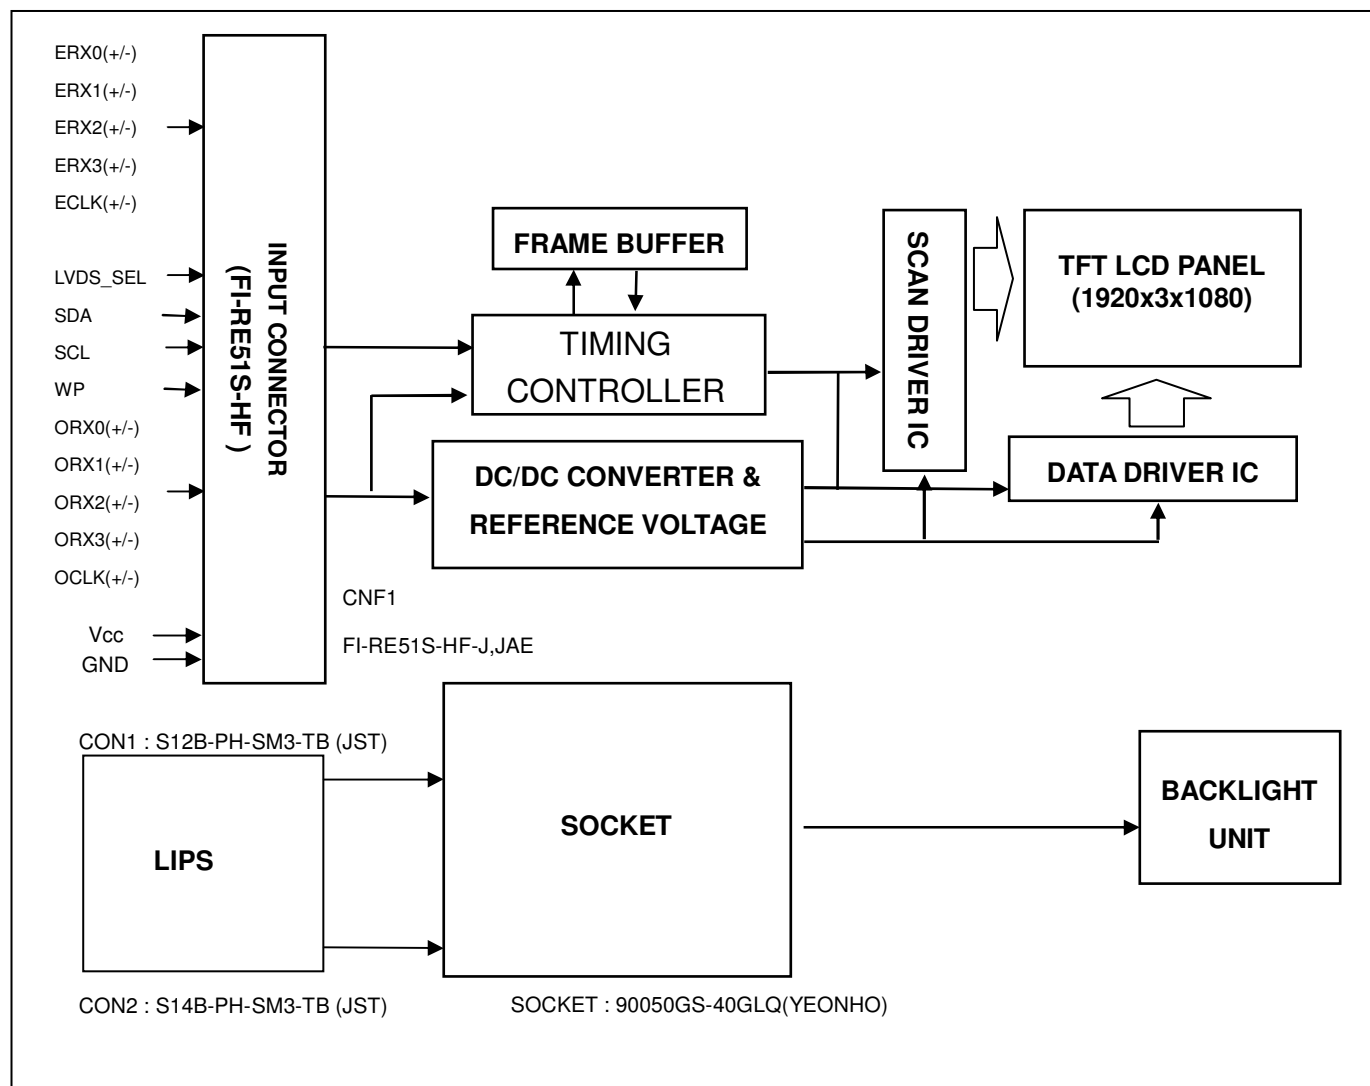 ERX0(+/-)
ERX1(+/-)
ERX2(+/-)
ERX3(+/-)
ECLK(+/-)
LVDS_SEL
SDA
SCL
WP
ORX0(+/-)
ORX1(+/-)
ORX2(+/-)
ORX3(+/-)
OCLK(+/-)
Vcc
GND
INPUT CONNECTOR
(FI-RE51S-HF )
FRAME BUFFER
TIMING
CONTROLLER
SCAN DRIVER IC
TFT LCD PANEL
(1920x3x1080)
DC/DC CONVERTER &
REFERENCE VOLTAGE
DATA DRIVER IC
CNF1
FI-RE51S-HF-J,JAE
CON1 : S12B-PH-SM3-TB (JST)
LIPS
SOCKET
BACKLIGHT
UNIT
CON2 : S14B-PH-SM3-TB (JST)
SOCKET : 90050GS-40GLQ(YEONHO)